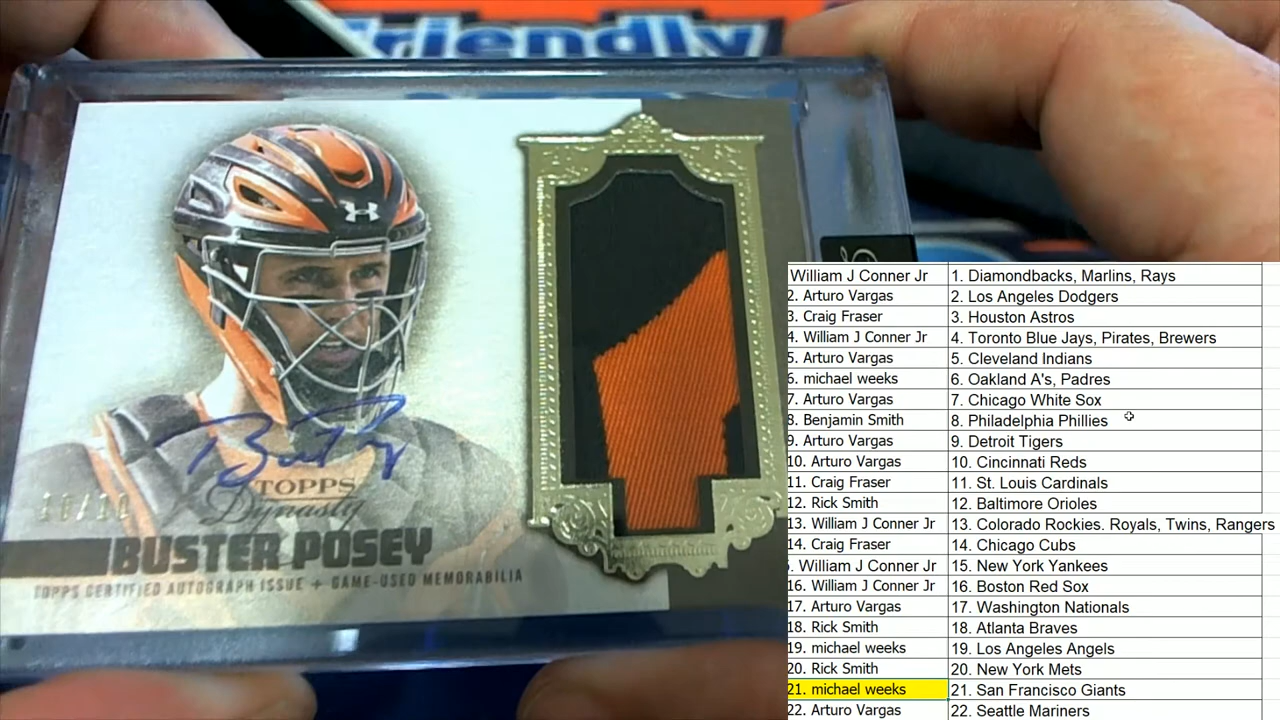 friendly
Bu Py
10/10
TOPPS
Dynasty
BUSTER POSEY
TOPPS CERTIFIED AUTOGRAPH ISSUE + GAME-USED MEMORABILIA
William J Conner Jr 1. Diamondbacks, Marlins, Rays
2. Arturo Vargas 2. Los Angeles Dodgers
3. Craig Fraser 3. Houston Astros
4. William J Conner Jr 4. Toronto Blue Jays, Pirates, Brewers
5. Arturo Vargas 5. Cleveland Indians
6. michael weeks 6. Oakland A's, Padres
7. Arturo Vargas 7. Chicago White Sox
8. Benjamin Smith 8. Philadelphia Phillies
9. Arturo Vargas 9. Detroit Tigers
10. Arturo Vargas 10. Cincinnati Reds
11. Craig Fraser 11. St. Louis Cardinals
12. Rick Smith 12. Baltimore Orioles
13. William J Conner Jr 13. Colorado Rockies. Royals, Twins, Rangers
14. Craig Fraser 14. Chicago Cubs
. William J Conner Jr 15. New York Yankees
16. William J Conner Jr 16. Boston Red Sox
17. Arturo Vargas 17. Washington Nationals
18. Rick Smith 18. Atlanta Braves
19. michael weeks 19. Los Angeles Angels
20. Rick Smith 20. New York Mets
21. michael weeks 21. San Francisco Giants
22. Arturo Vargas 22. Seattle Mariners